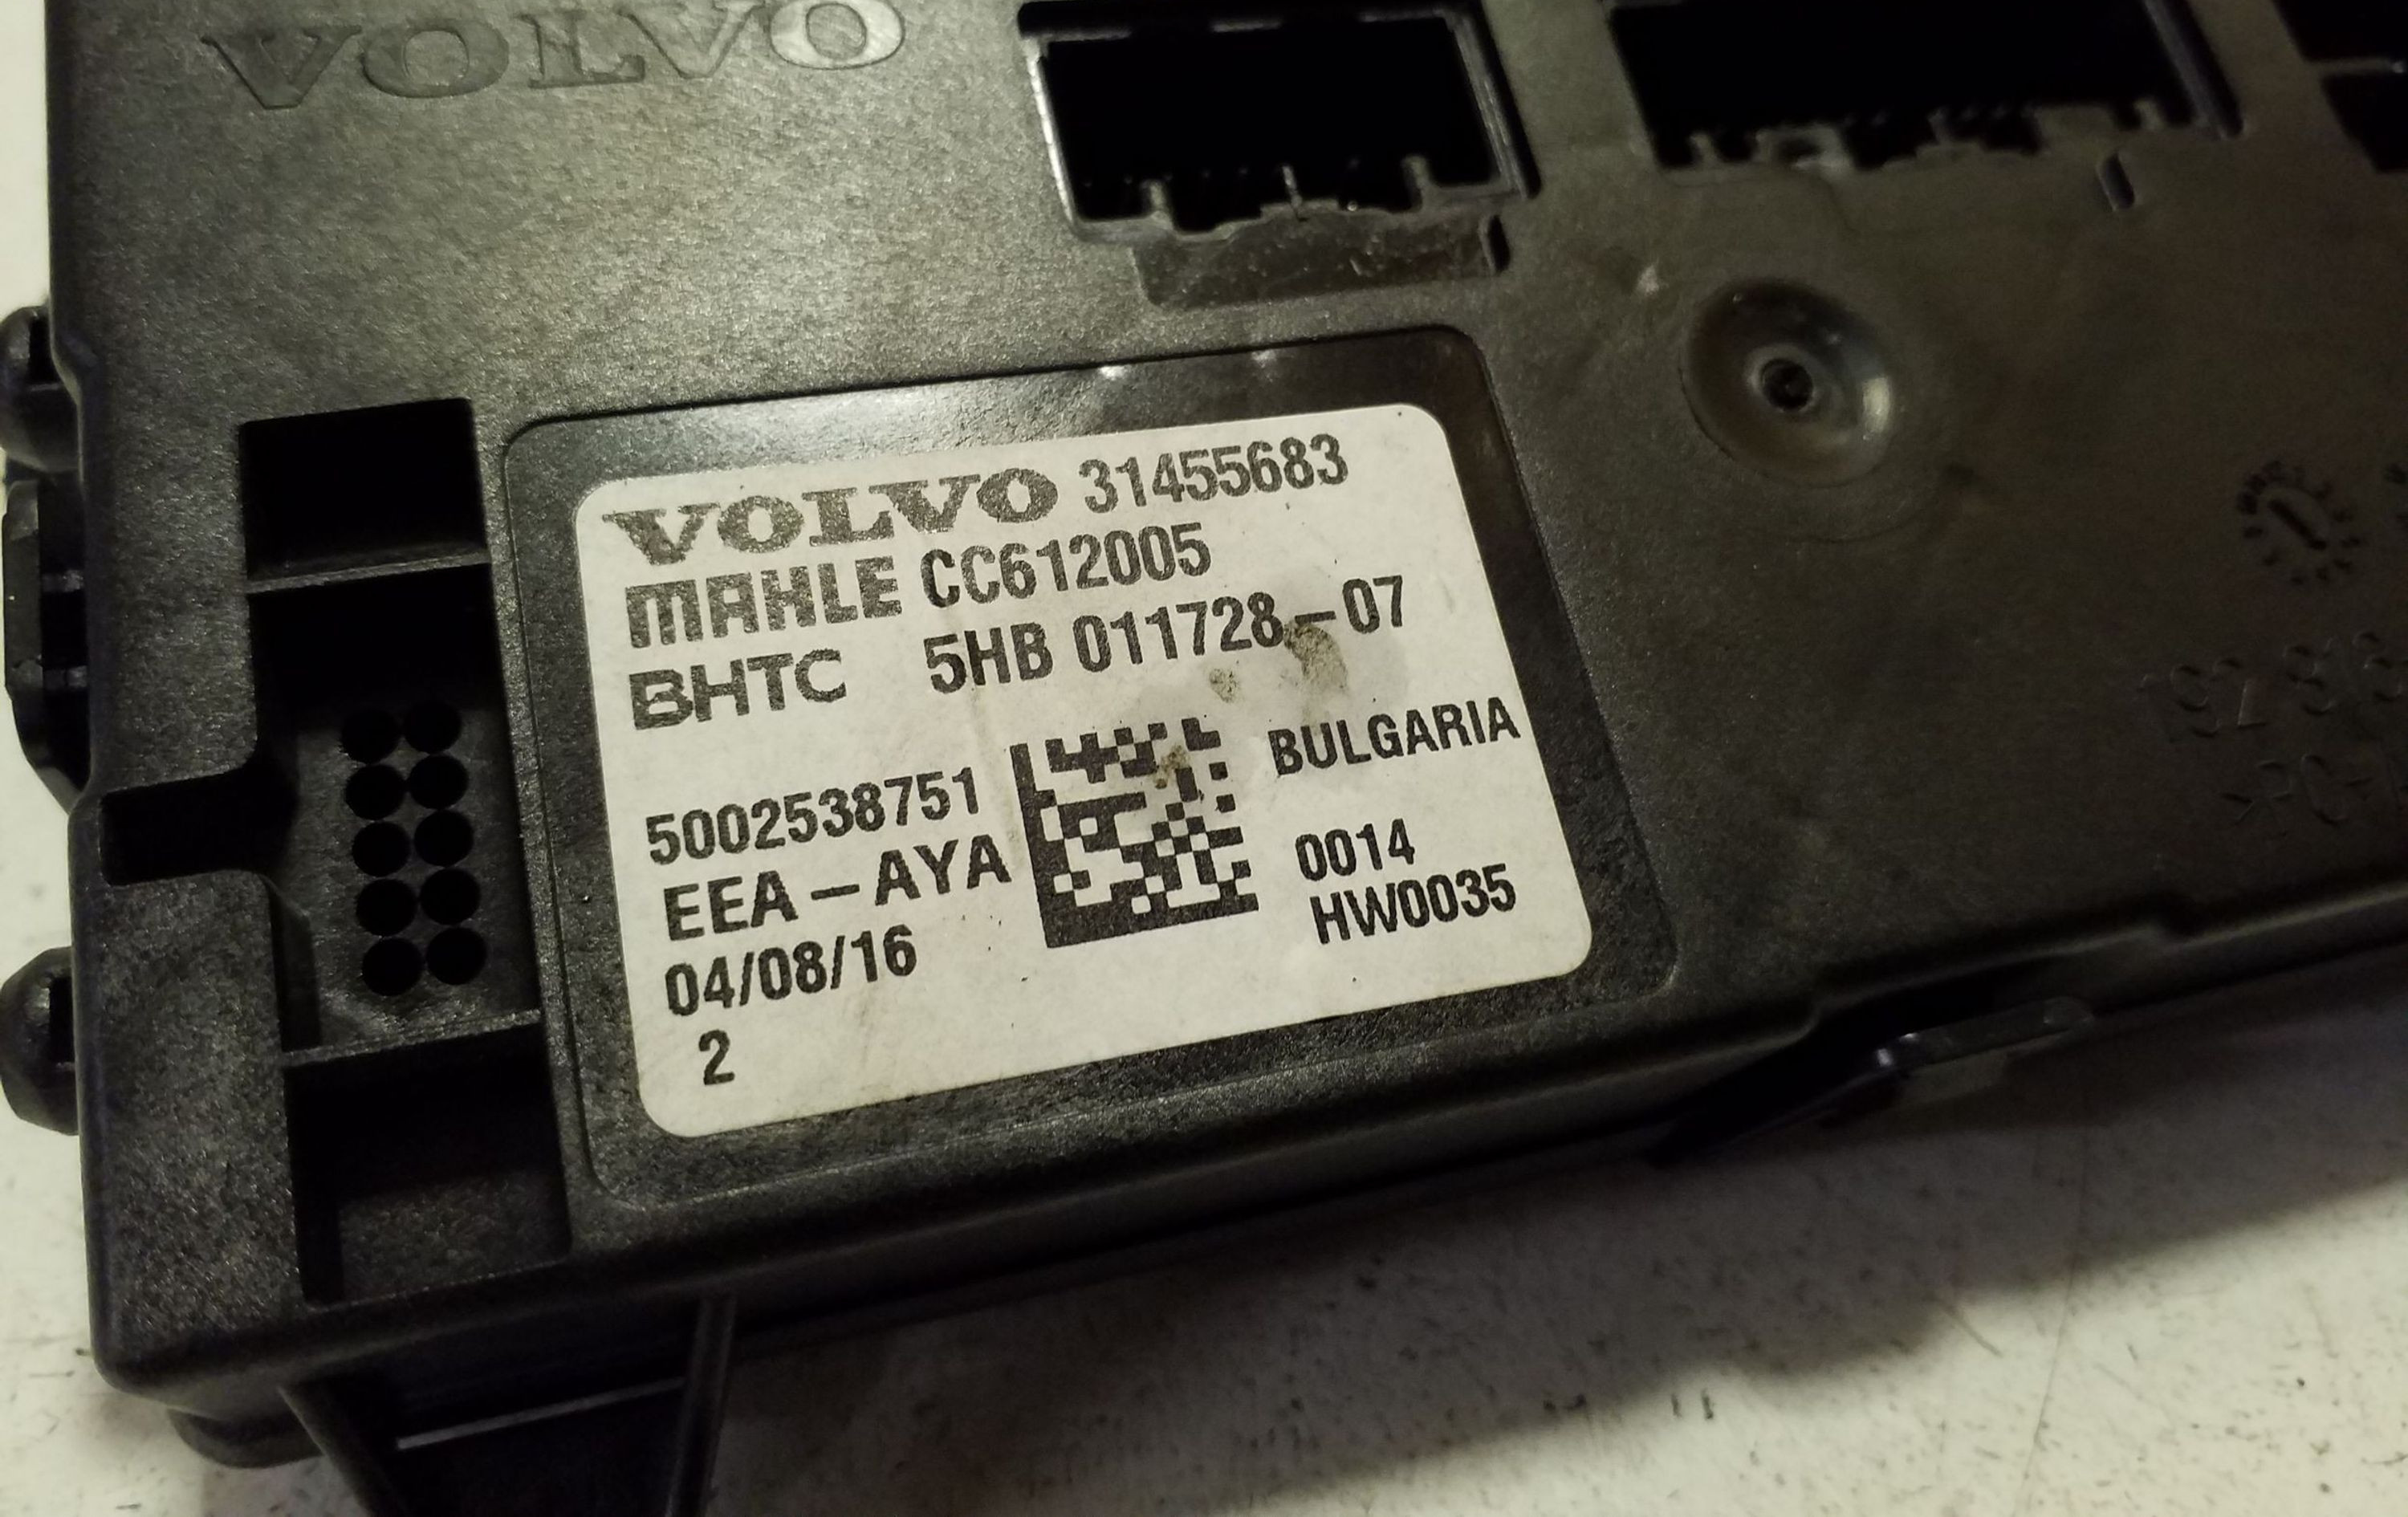 VOLVO
VOLVO 31455683
MAHLE CC612005
BHTC 5HB 011728-07
BULGARIA
5002538751
EEA-AYA
0014
04/08/16
HW0035
2